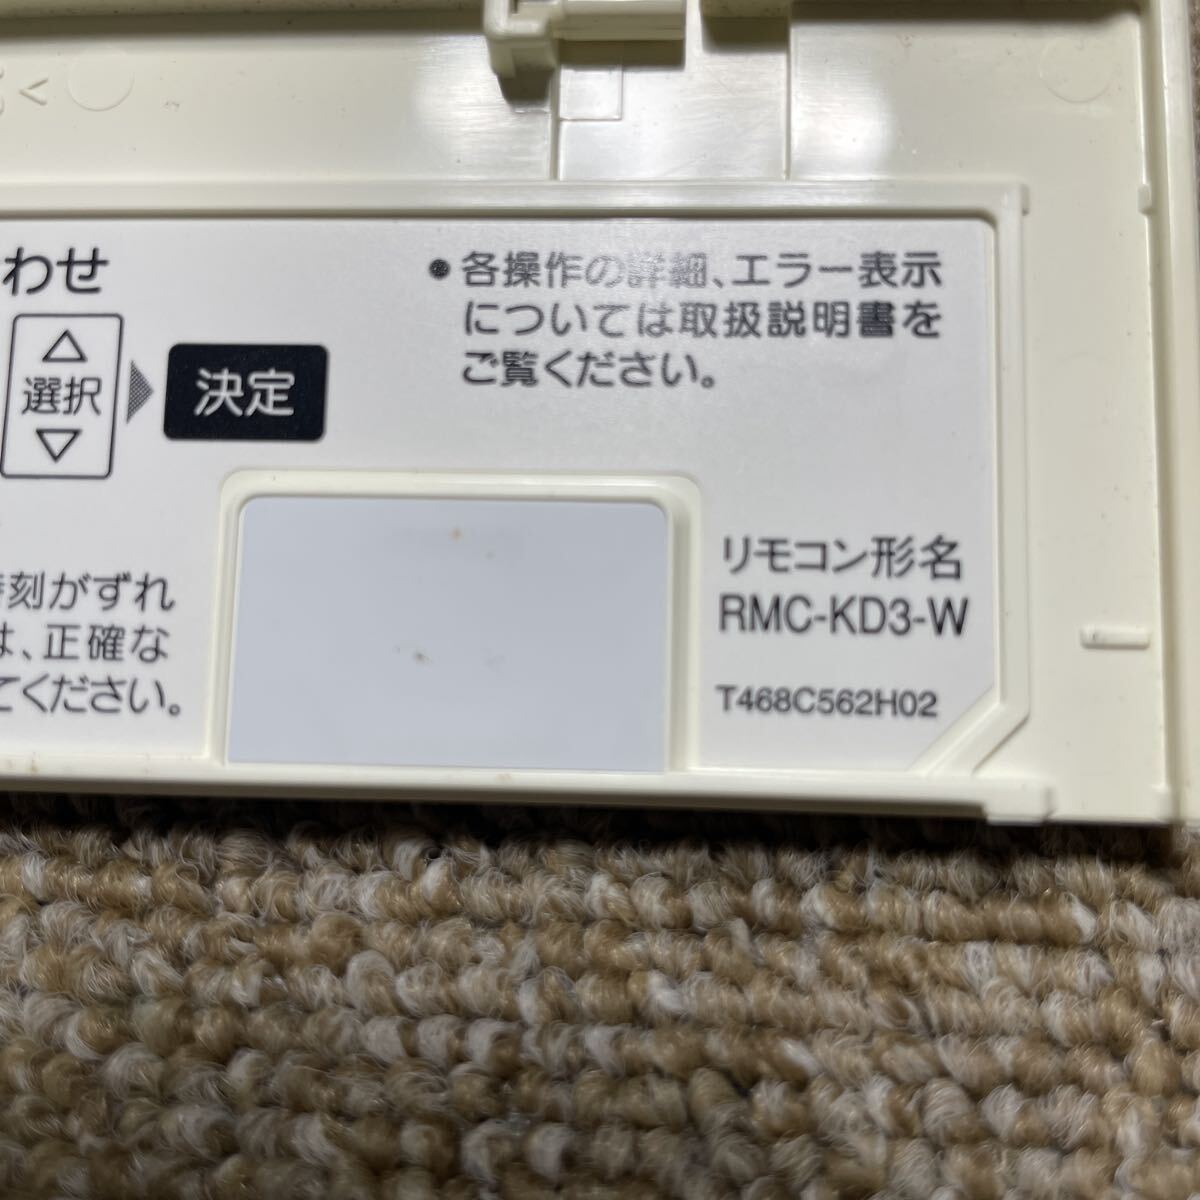 わせ
選択
決定
• 各操作の詳細、エラー表示
については取扱説明書を
ご覧ください。
刻がずれ
は、正確な
てください。
リモコン形名
RMC-KD3-W
T468C562H02